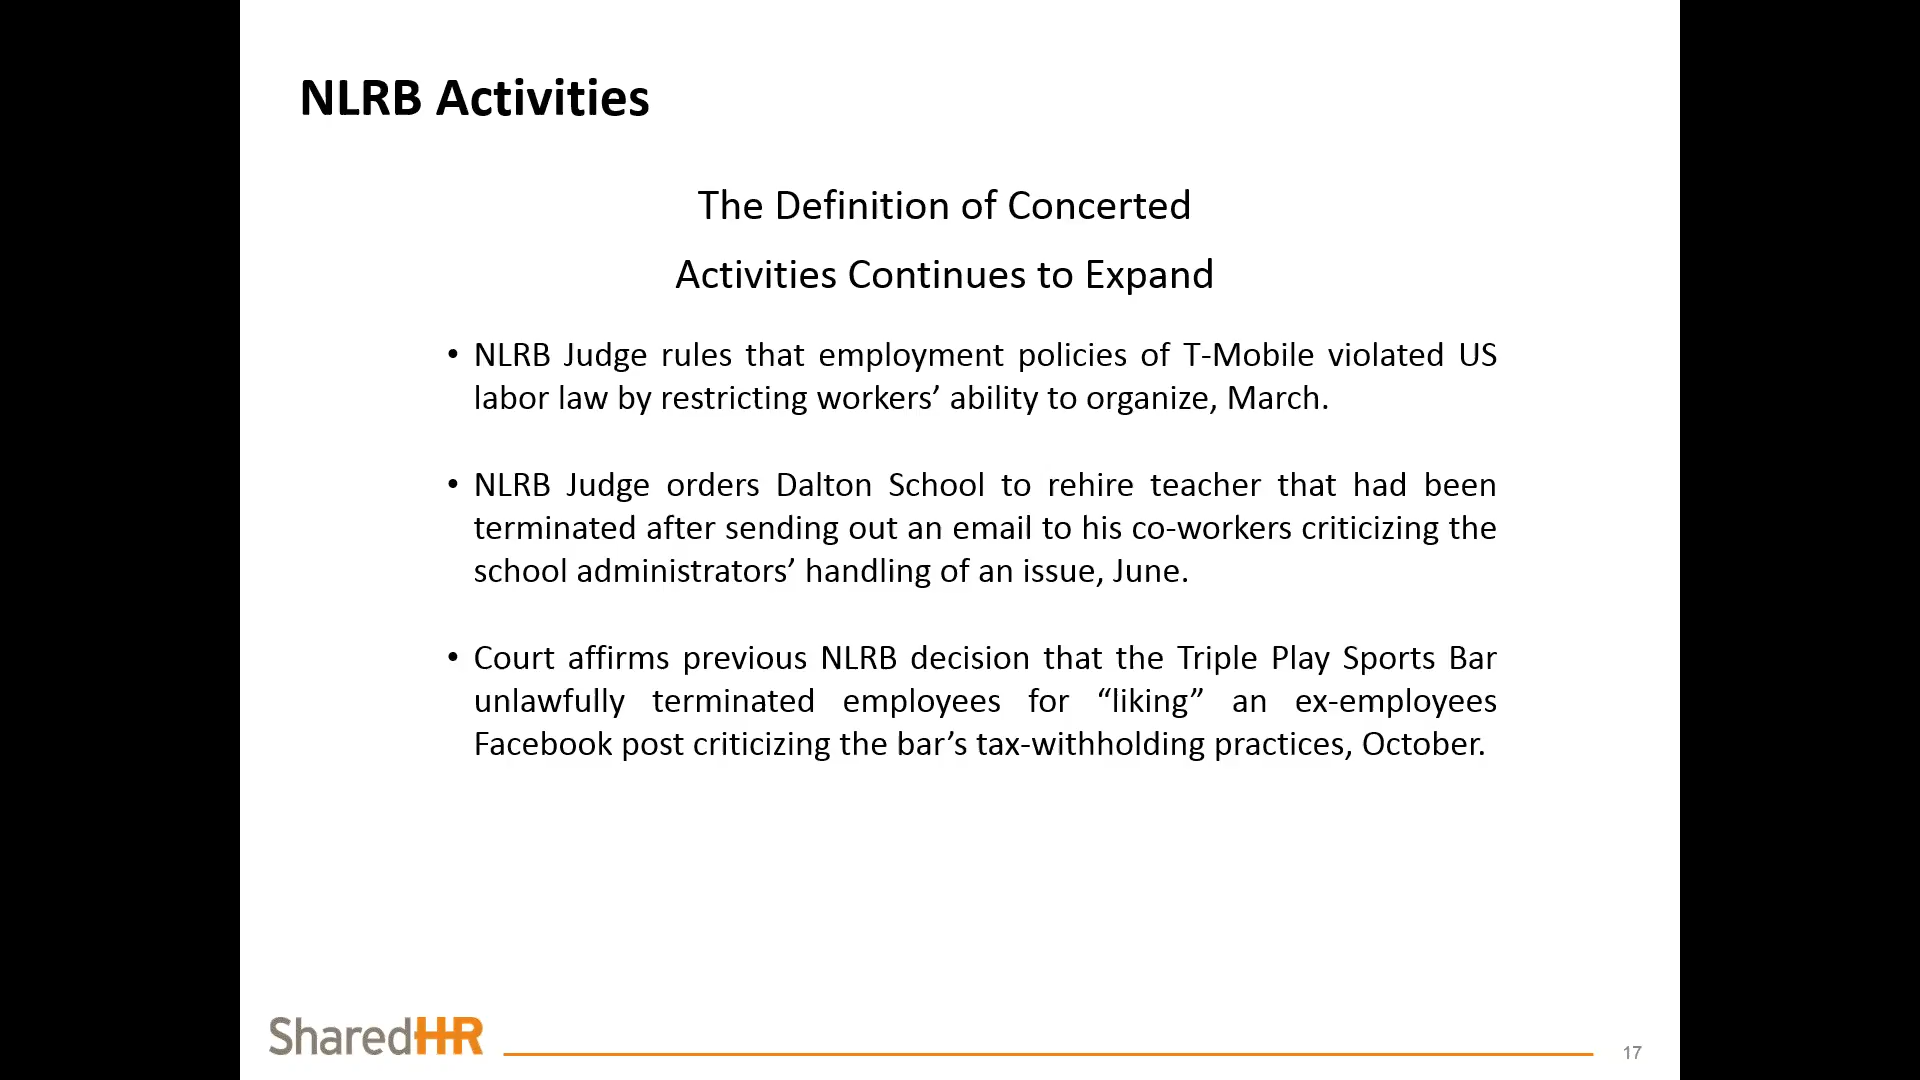 NLRB Activities
The Definition of Concerted
Activities Continues to Expand
• NLRB Judge rules that employment policies of T-Mobile violated US
labor law by restricting workers’ ability to organize, March.
• NLRB Judge orders Dalton School to rehire teacher that had been
terminated after sending out an email to his co-workers criticizing the
school administrators’ handling of an issue, June.
• Court affirms previous NLRB decision that the Triple Play Sports Bar
unlawfully terminated employees for “liking” an ex-employees
Facebook post criticizing the bar’s tax-withholding practices, October.
SharedHR
17